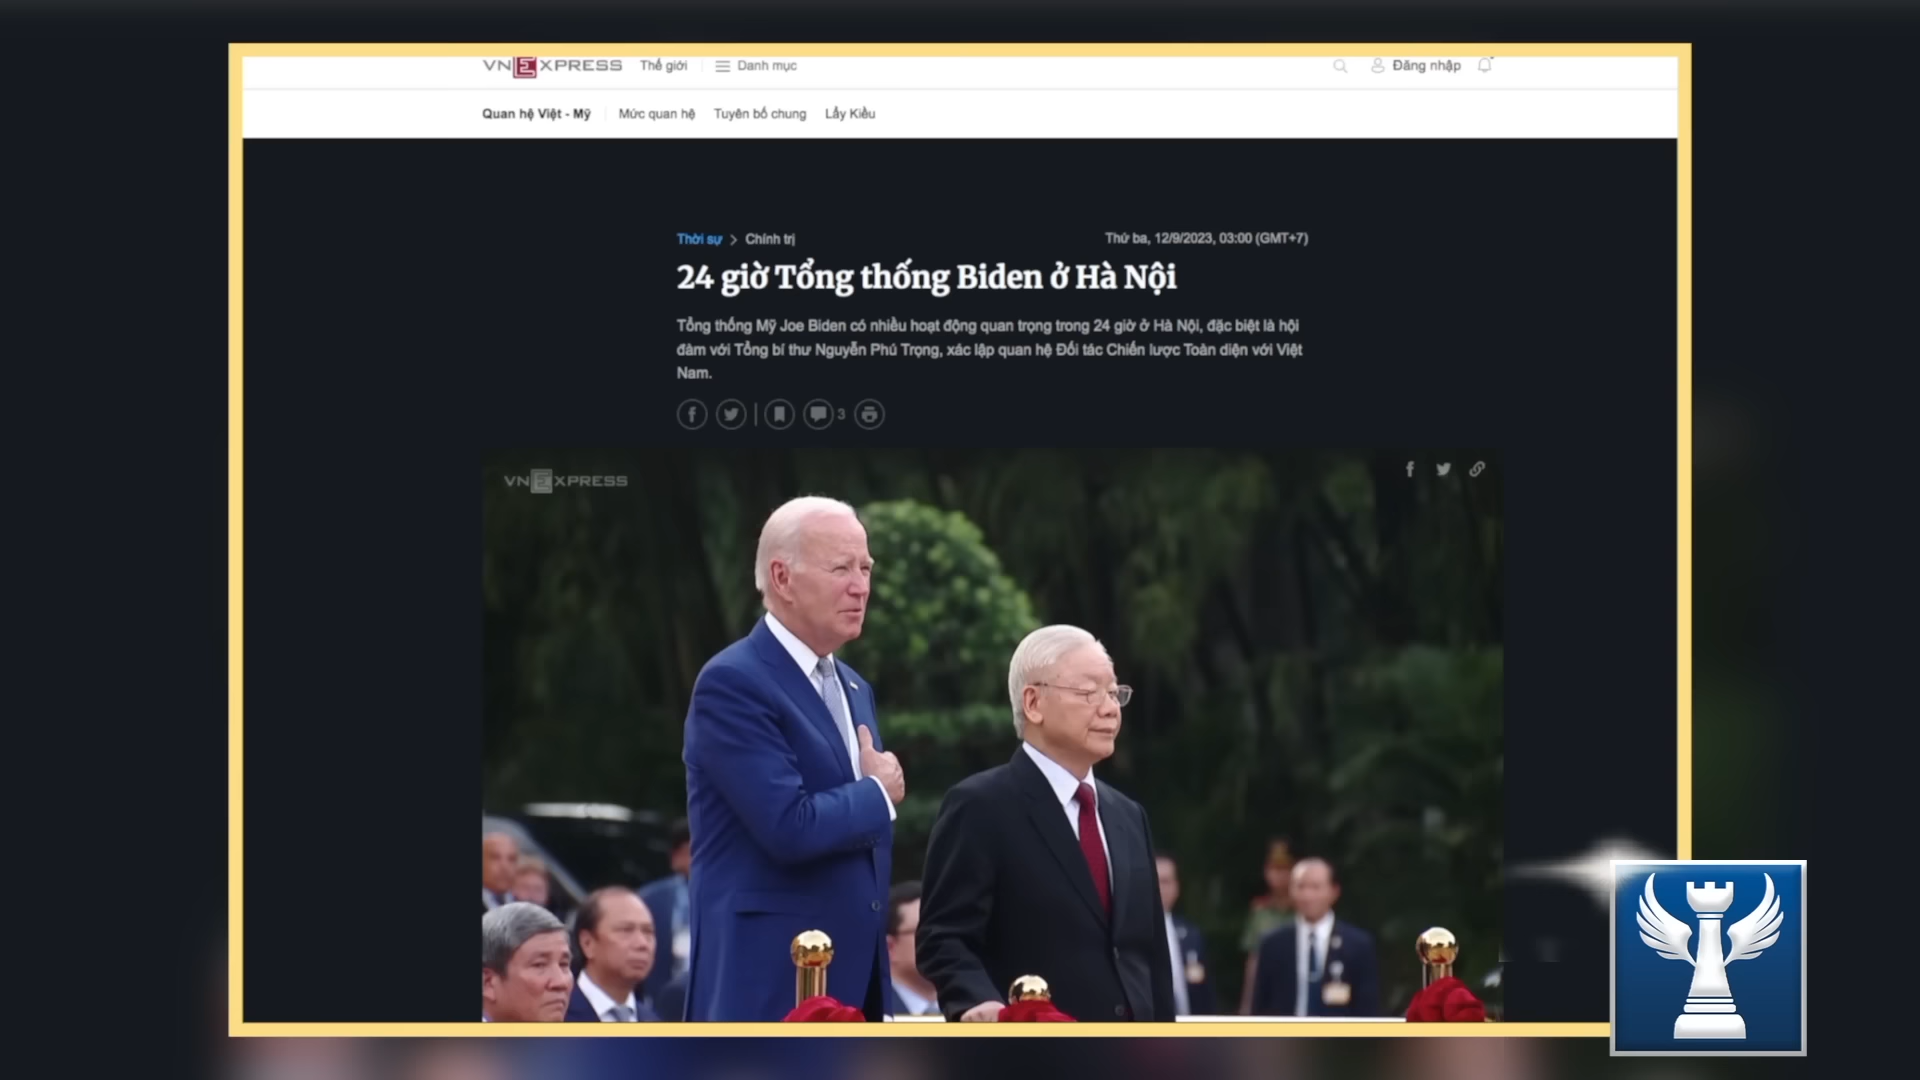 VNEXPRESS Thế giới Danh mục Đăng nhập
Quan hệ Việt - Mỹ Mức quan hệ Tuyên bố chung Lẩy Kiều
Thời sự > Chính trị Thứ ba, 12/9/2023, 03:00 (GMT+7)
24 giờ Tổng thống Biden ở Hà Nội
Tổng thống Mỹ Joe Biden có nhiều hoạt động quan trọng trong 24 giờ ở Hà Nội, đặc biệt là hội
đàm với Tổng bí thư Nguyễn Phú Trọng, xác lập quan hệ Đối tác Chiến lược Toàn diện với Việt
Nam.
3
VNEXPRESS